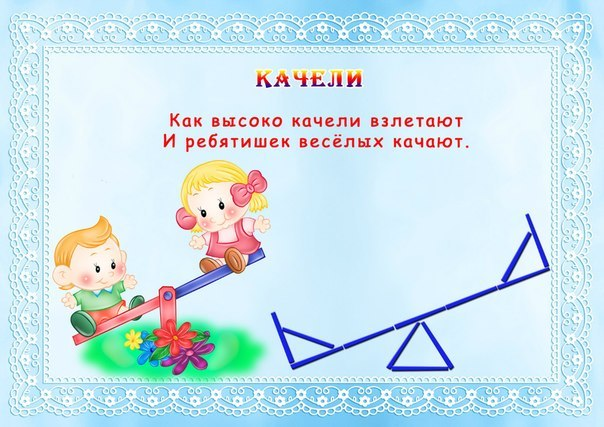 КАЧЕЛИ
Как высоко качели взлетают
И ребятишек весёлых качают.